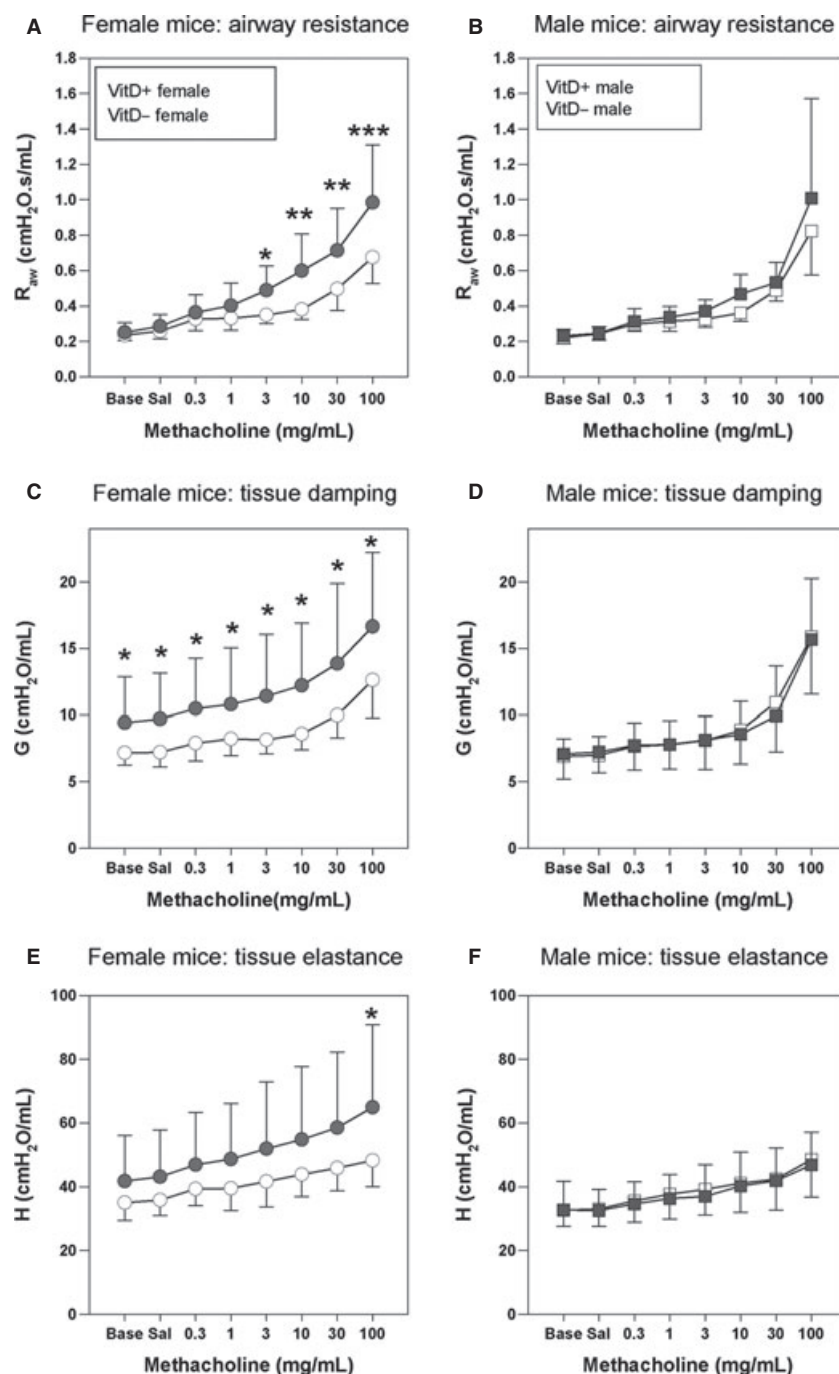 A Female mice: airway resistance
VitD+ female
VitD− female
* ** ** ***
R_aw (cmH₂O.s/mL)
1.8
1.6
1.4
1.2
1.0
0.8
0.6
0.4
0.2
0.0
Base Sal 0.3 1 3 10 30 100
Methacholine (mg/mL)
B Male mice: airway resistance
VitD+ male
VitD− male
R_aw (cmH₂O.s/mL)
1.8
1.6
1.4
1.2
1.0
0.8
0.6
0.4
0.2
0.0
Base Sal 0.3 1 3 10 30 100
Methacholine (mg/mL)
C Female mice: tissue damping
* * * * * * * *
G (cmH₂O/mL)
20
15
10
5
0
Base Sal 0.3 1 3 10 30 100
Methacholine(mg/mL)
D Male mice: tissue damping
G (cmH₂O/mL)
20
15
10
5
0
Base Sal 0.3 1 3 10 30 100
Methacholine (mg/mL)
E Female mice: tissue elastance
*
H (cmH₂O/mL)
100
80
60
40
20
0
Base Sal 0.3 1 3 10 30 100
Methacholine (mg/mL)
F Male mice: tissue elastance
H (cmH₂O/mL)
100
80
60
40
20
0
Base Sal 0.3 1 3 10 30 100
Methacholine (mg/mL)